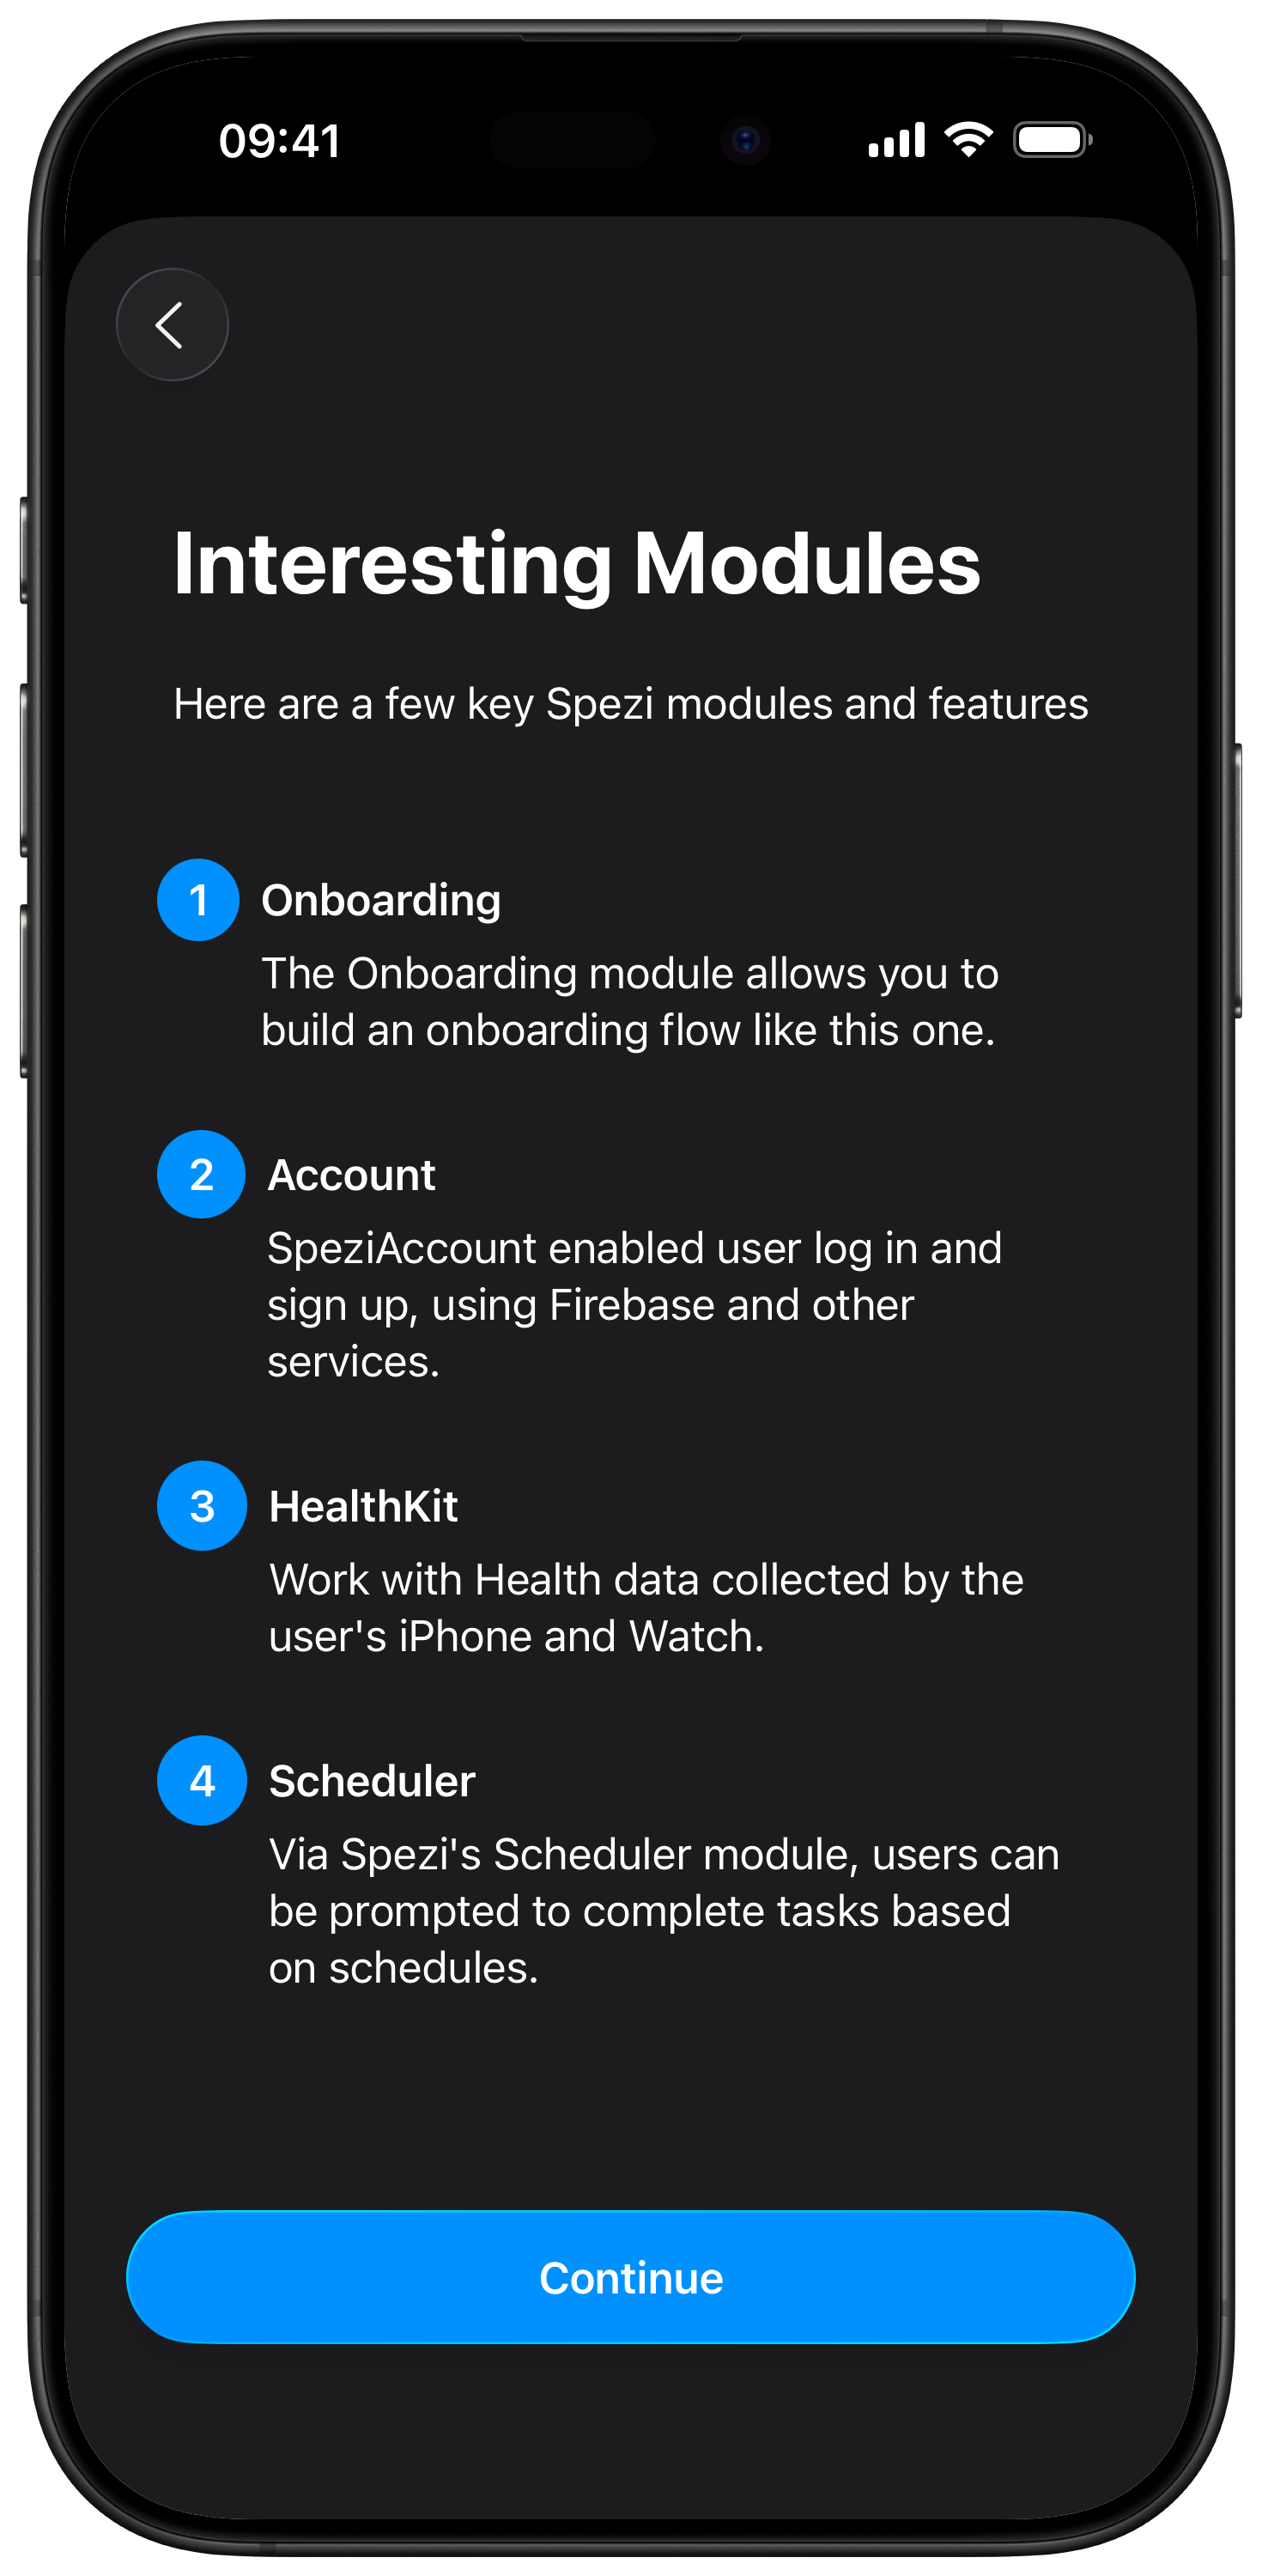 09:41
Interesting Modules
Here are a few key Spezi modules and features
1 Onboarding
The Onboarding module allows you to
build an onboarding flow like this one.
2 Account
SpeziAccount enabled user log in and
sign up, using Firebase and other
services.
3 HealthKit
Work with Health data collected by the
user's iPhone and Watch.
4 Scheduler
Via Spezi's Scheduler module, users can
be prompted to complete tasks based
on schedules.
Continue